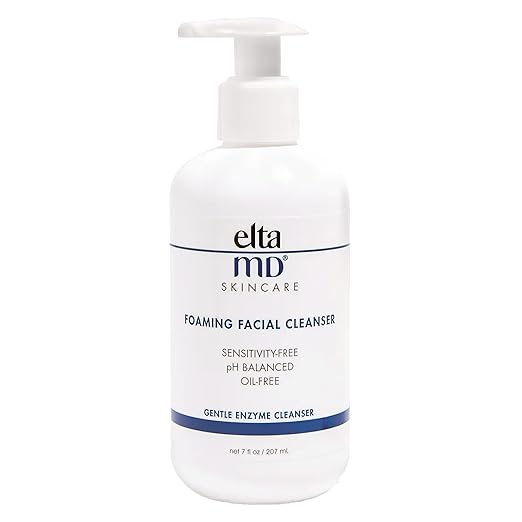 elta
MD®
SKINCARE
FOAMING FACIAL CLEANSER
SENSITIVITY-FREE
pH BALANCED
OIL-FREE
GENTLE ENZYME CLEANSER
net 7 fl oz / 207 mL